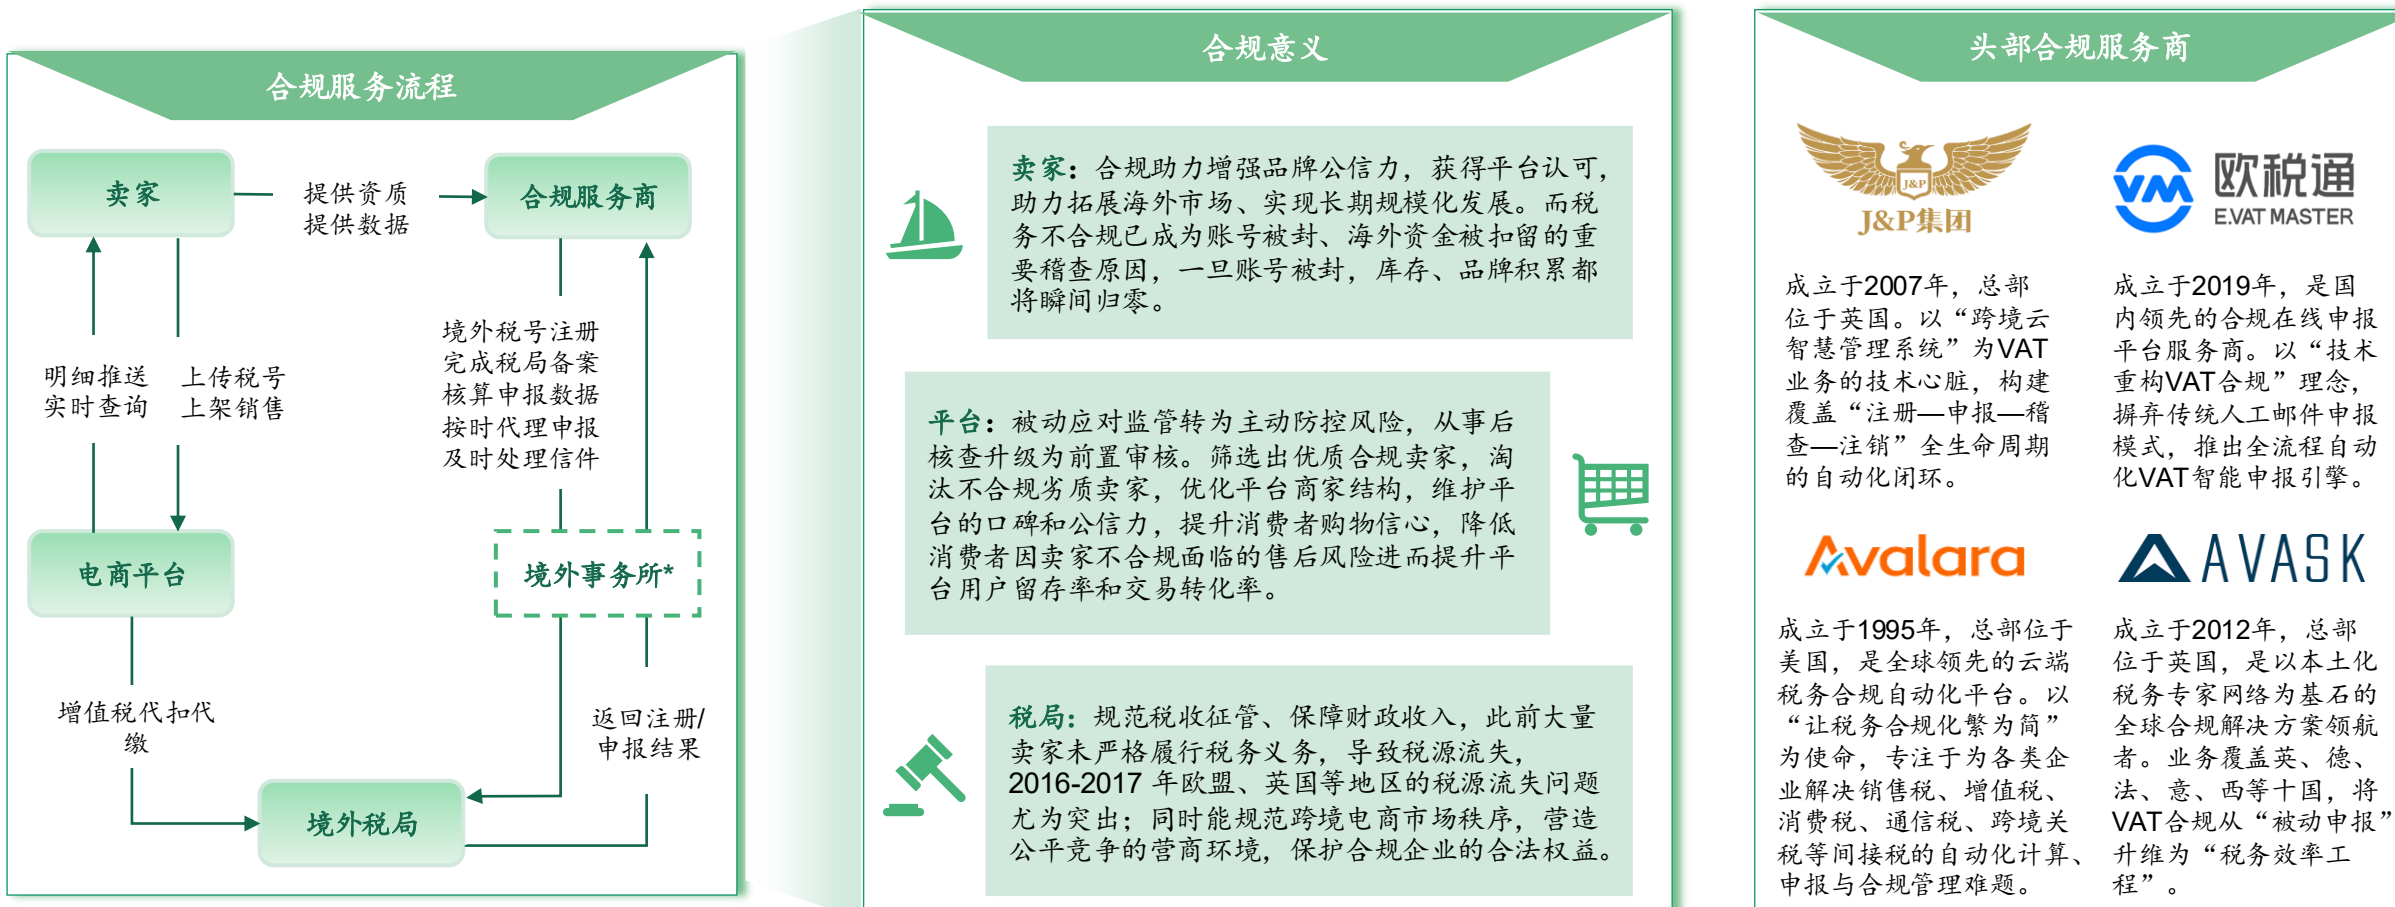 合规服务流程
卖家
提供资质
提供数据
合规服务商
明细推送
实时查询
上传税号
上架销售
境外税号注册
完成税局备案
核算申报数据
按时代理申报
及时处理信件
电商平台
境外事务所*
增值税代扣代
缴
返回注册/
申报结果
境外税局
合规意义
卖家：合规助力增强品牌公信力，获得平台认可，
助力拓展海外市场、实现长期规模化发展。而税
务不合规已成为账号被封、海外资金被扣留的重
要稽查原因，一旦账号被封，库存、品牌积累都
将瞬间归零。
平台：被动应对监管转为主动防控风险，从事后
核查升级为前置审核。筛选出优质合规卖家，淘
汰不合规劣质卖家，优化平台商家结构，维护平
台的口碑和公信力，提升消费者购物信心，降低
消费者因卖家不合规面临的售后风险进而提升平
台用户留存率和交易转化率。
税局：规范税收征管、保障财政收入，此前大量
卖家未严格履行税务义务，导致税源流失，
2016-2017 年欧盟、英国等地区的税源流失问题
尤为突出；同时能规范跨境电商市场秩序，营造
公平竞争的营商环境，保护合规企业的合法权益。
头部合规服务商
J&P
J&P集团
成立于2007年，总部
位于英国。以“跨境云
智慧管理系统”为VAT
业务的技术心脏，构建
覆盖“注册—申报—稽
查—注销”全生命周期
的自动化闭环。
VM
欧税通
E.VAT MASTER
成立于2019年，是国
内领先的合规在线申报
平台服务商。以“技术
重构VAT合规”理念，
摒弃传统人工邮件申报
模式，推出全流程自动
化VAT智能申报引擎。
Avalara
成立于1995年，总部位于
美国，是全球领先的云端
税务合规自动化平台。以
“让税务合规化繁为简”
为使命，专注于为各类企
业解决销售税、增值税、
消费税、通信税、跨境关
税等间接税的自动化计算、
申报与合规管理难题。
AVASK
成立于2012年，总部
位于英国，是以本土化
税务专家网络为基石的
全球合规解决方案领航
者。业务覆盖英、德、
法、意、西等十国，将
VAT合规从“被动申报”
升维为“税务效率工
程”。